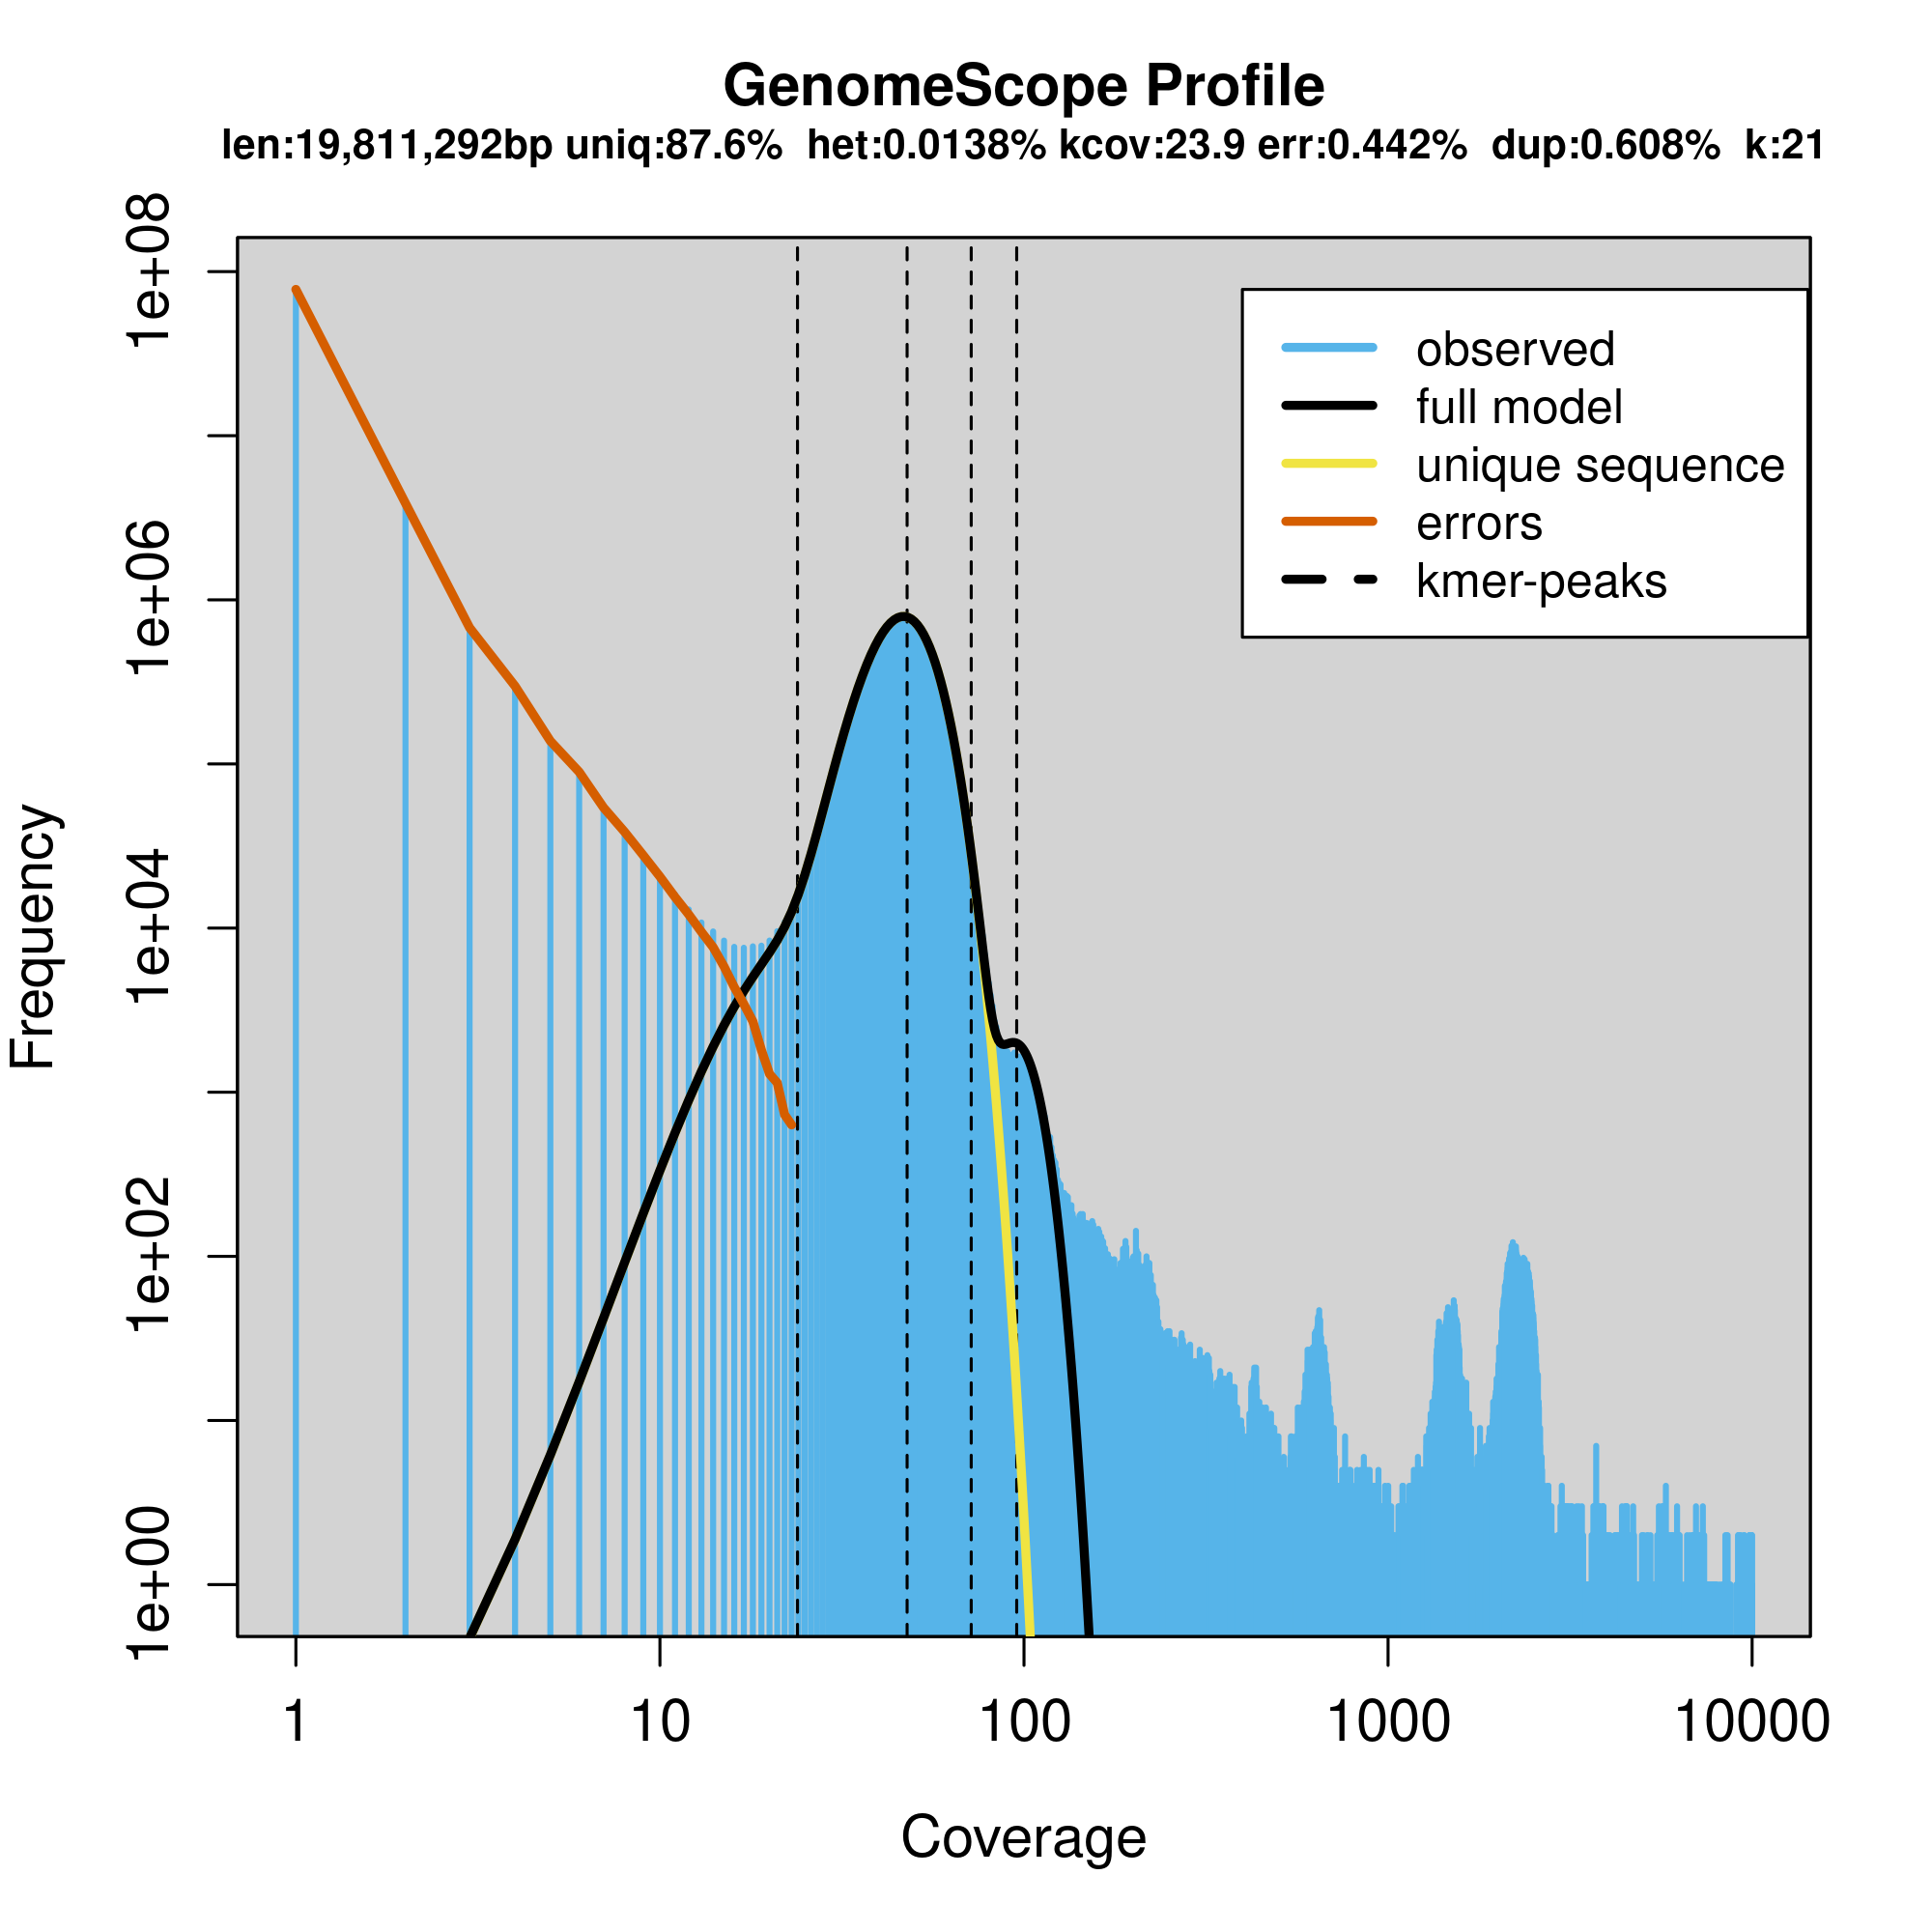 GenomeScope Profile
len:19,811,292bp uniq:87.6% het:0.0138% kcov:23.9 err:0.442% dup:0.608% k:21
1e+08
1e+06
1e+04
1e+02
1e+00
Frequency
observed
full model
unique sequence
errors
kmer-peaks
1 10 100 1000 10000
Coverage